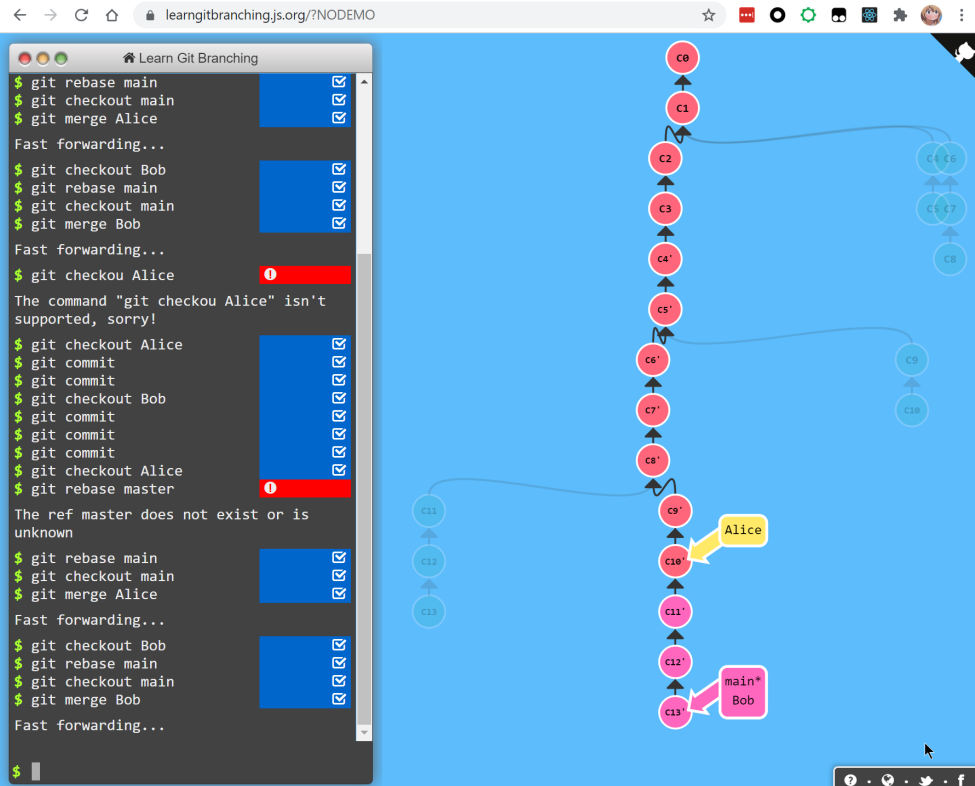 learngitbranching.js.org/?NODEMO
Learn Git Branching
$ git rebase main
$ git checkout main
$ git merge Alice
Fast forwarding...
$ git checkout Bob
$ git rebase main
$ git checkout main
$ git merge Bob
Fast forwarding...
$ git checkou Alice
The command "git checkou Alice" isn't
supported, sorry!
$ git checkout Alice
$ git commit
$ git commit
$ git checkout Bob
$ git commit
$ git commit
$ git commit
$ git checkout Alice
$ git rebase master
The ref master does not exist or is
unknown
$ git rebase main
$ git checkout main
$ git merge Alice
Fast forwarding...
$ git checkout Bob
$ git rebase main
$ git checkout main
$ git merge Bob
Fast forwarding...
$
C0
C1
C2
C4 C6
C3
C5 C7
C4'
C8
C5'
C6'
C9
C7'
C10
C8'
C9'
C11
Alice
C10'
C12
C11'
C13
C12'
main*
Bob
C13'